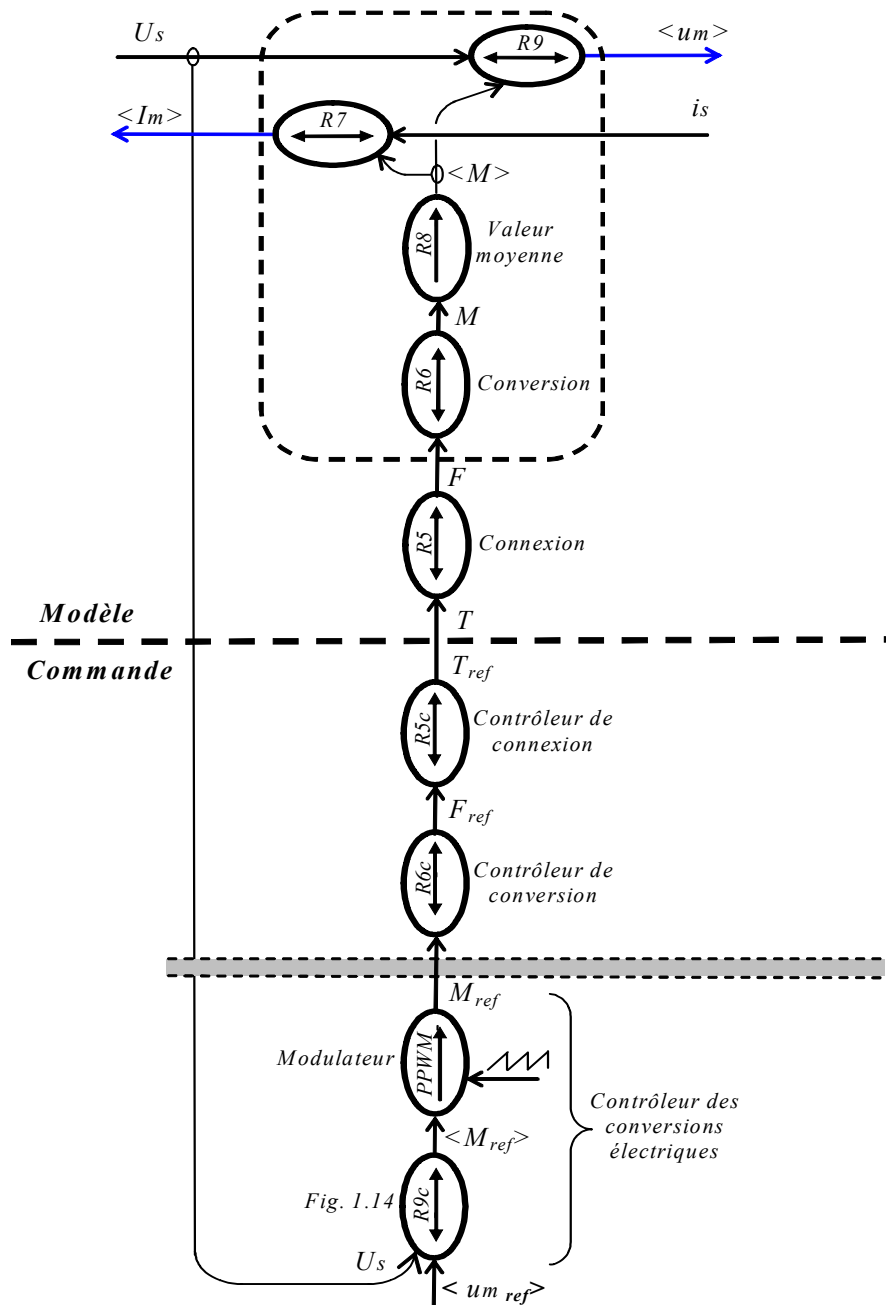 Us
R9
<um>
<Im>
R7
is
<M>
R8
Valeur
moyenne
M
R6
Conversion
F
R5
Connexion
Modèle
T
Commande
Tref
R5c
Contrôleur de
connexion
Fref
R6c
Contrôleur de
conversion
Mref
Modulateur
PPWM
<Mref>
Contrôleur des
conversions
électriques
Fig. 1.14
R9c
Us
< um ref>